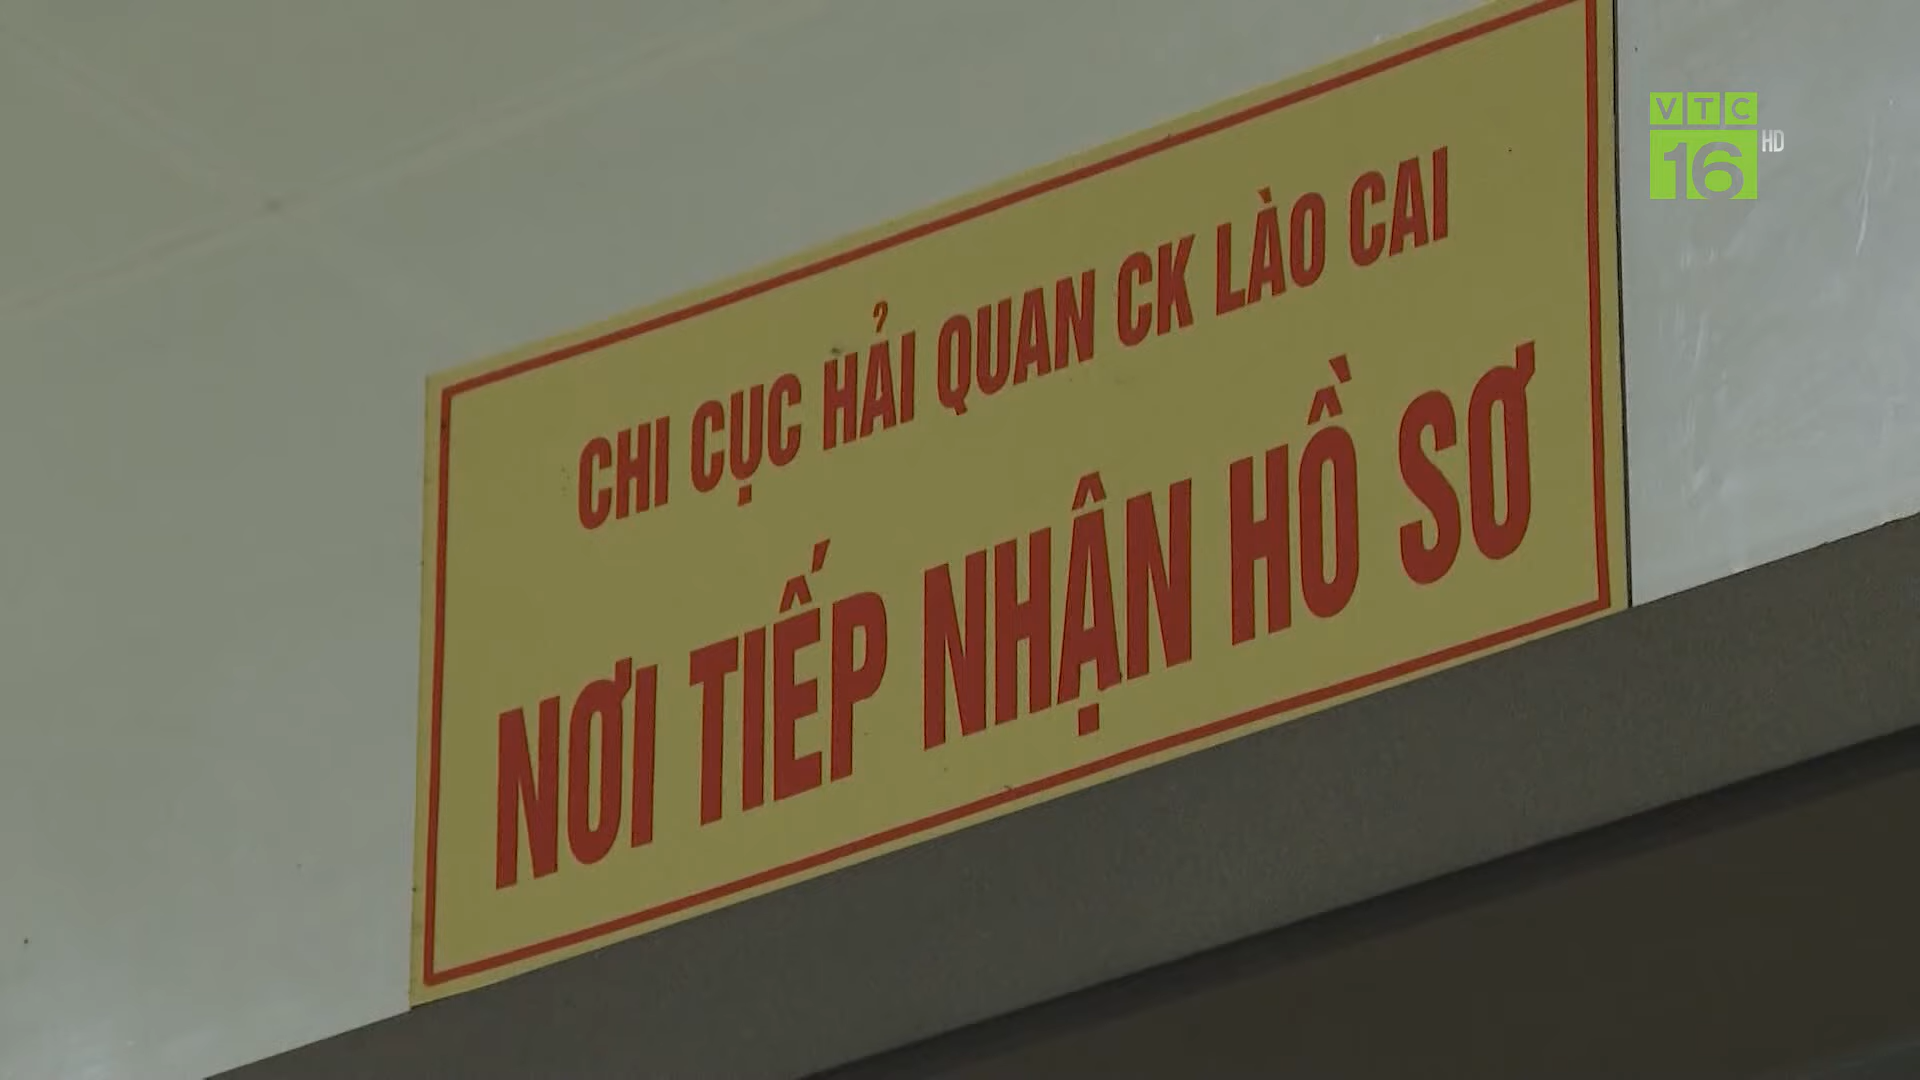 VTC
16 HD
CHI CỤC HẢI QUAN CK LÀO CAI
NƠI TIẾP NHẬN HỒ SƠ